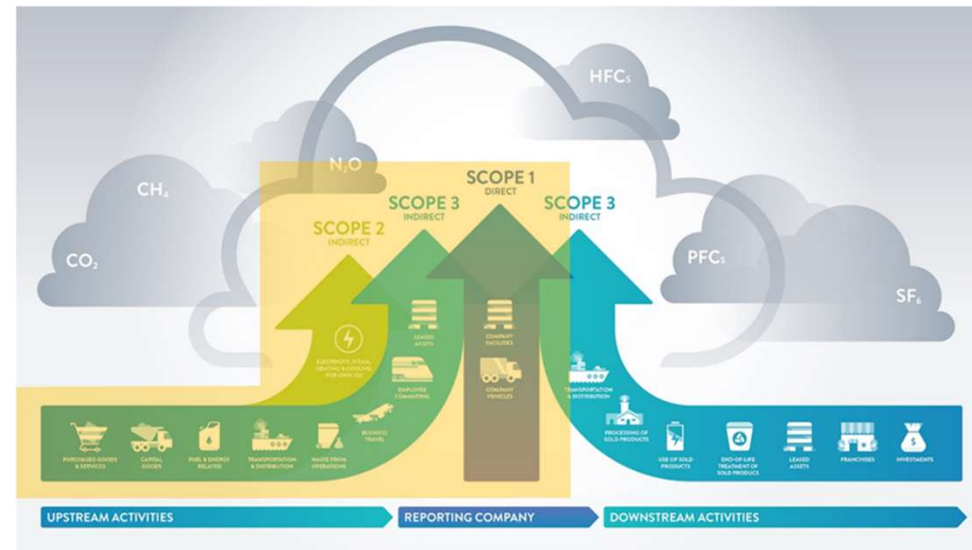 HFCs
N₂O
CH₄
CO₂
SCOPE 1
DIRECT
SCOPE 3
INDIRECT
SCOPE 3
INDIRECT
SCOPE 2
INDIRECT
PFCs
SF₆
LEASED
ASSETS
COMPANY
FACILITIES
ELECTRICITY, STEAM,
HEATING & COOLING
FOR OWN USE
EMPLOYEE
COMMUTING
COMPANY
VEHICLES
TRANSPORTATION
& DISTRIBUTION
BUSINESS
TRAVEL
PROCESSING OF
SOLD PRODUCTS
PURCHASED GOODS
& SERVICES
CAPITAL
GOODS
FUEL & ENERGY
RELATED
TRANSPORTATION
& DISTRIBUTION
WASTE FROM
OPERATIONS
USE OF SOLD
PRODUCTS
END-OF-LIFE
TREATMENT OF
SOLD PRODUCTS
LEASED
ASSETS
FRANCHISES
INVESTMENTS
UPSTREAM ACTIVITIES
REPORTING COMPANY
DOWNSTREAM ACTIVITIES